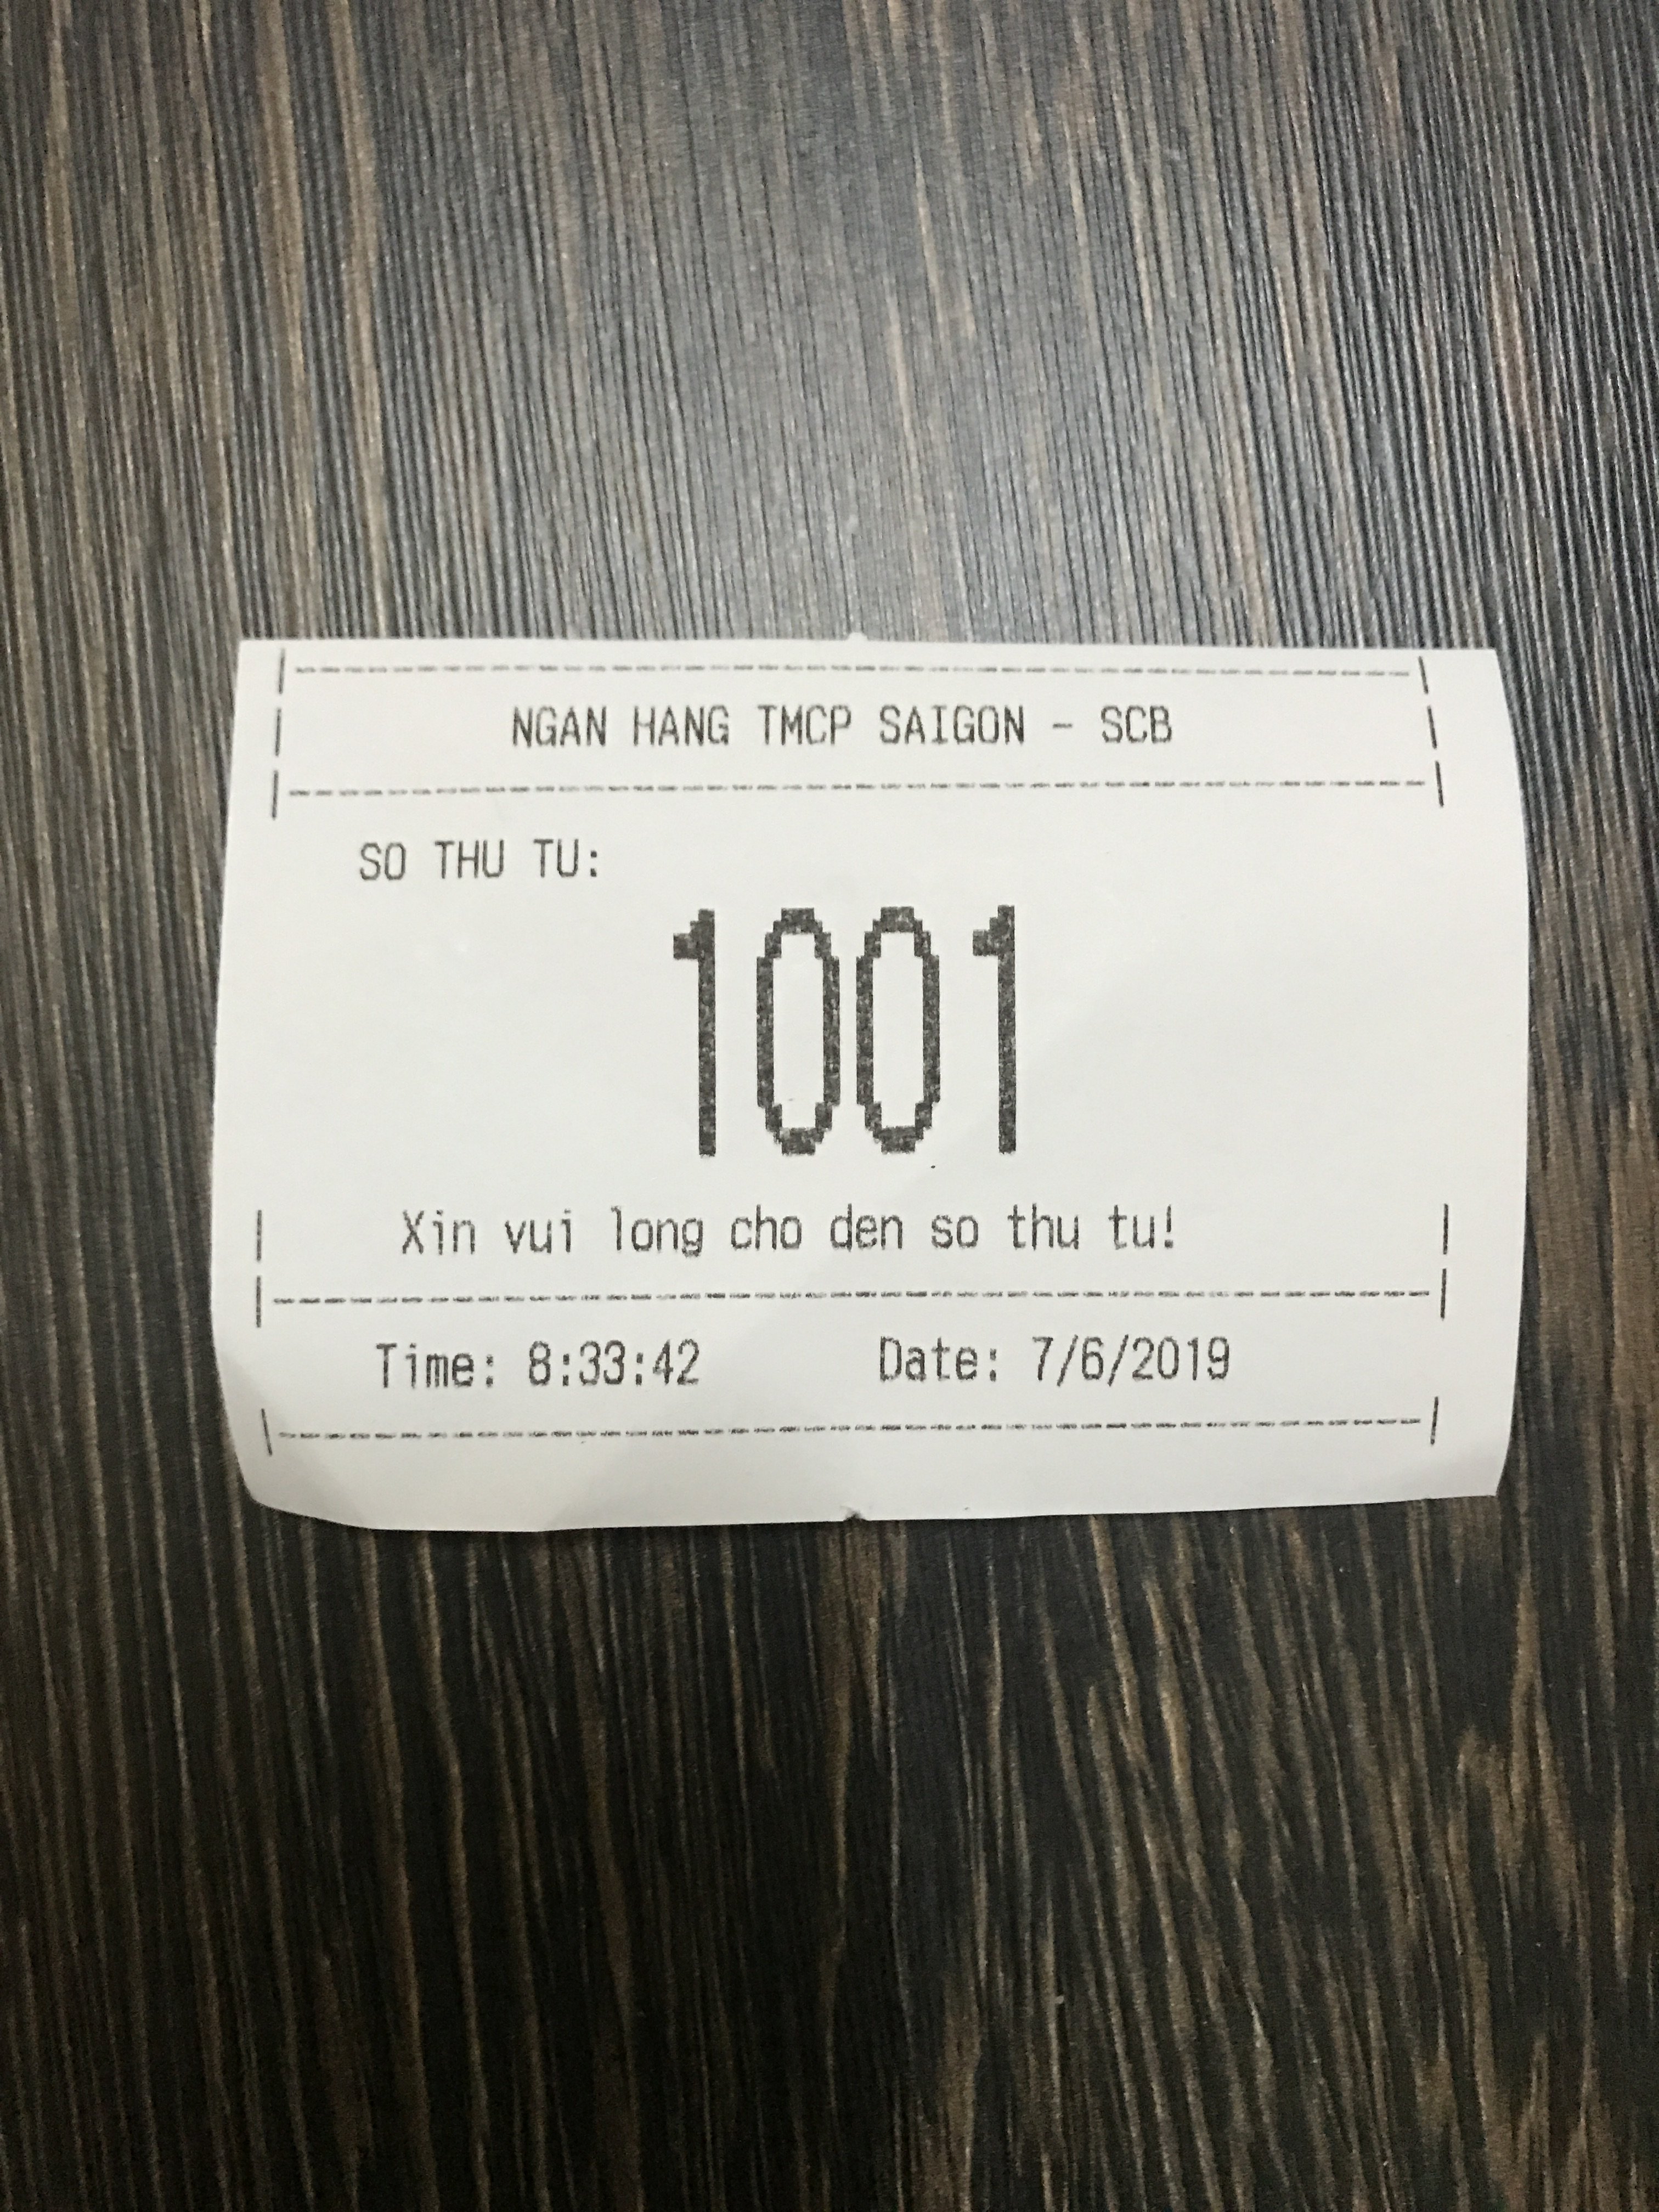 NGAN HANG TMCP SAIGON - SCB
SO THU TU:
1001
Xin vui long cho den so thu tu!
Time: 8:33:42 Date: 7/6/2019